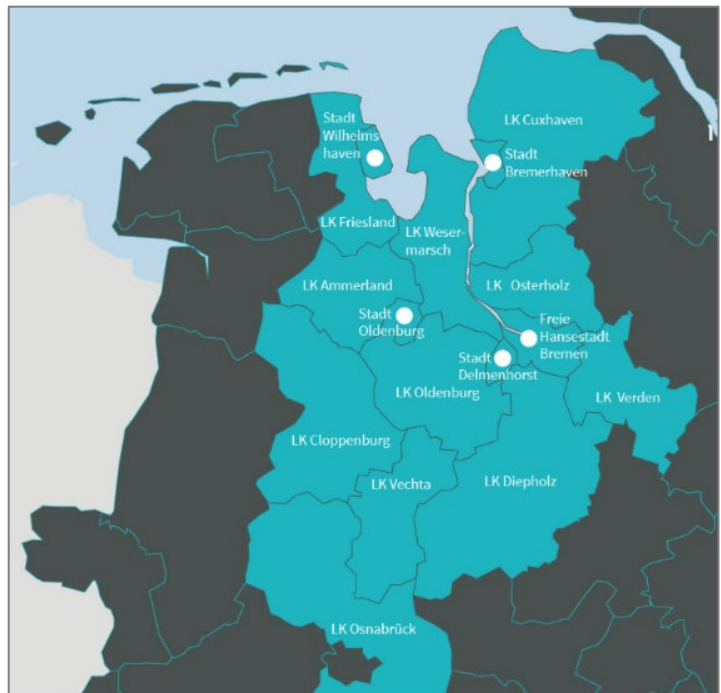 Stadt
Wilhelms
haven
LK Cuxhaven
Stadt
Bremerhaven
LK Friesland
LK Weser-
marsch
LK Ammerland
LK Osterholz
Stadt
Oldenburg
Freie
Hansestadt
Bremen
Stadt
Delmenhorst
LK Oldenburg
LK Verden
LK Cloppenburg
LK Vechta
LK Diepholz
LK Osnabrück